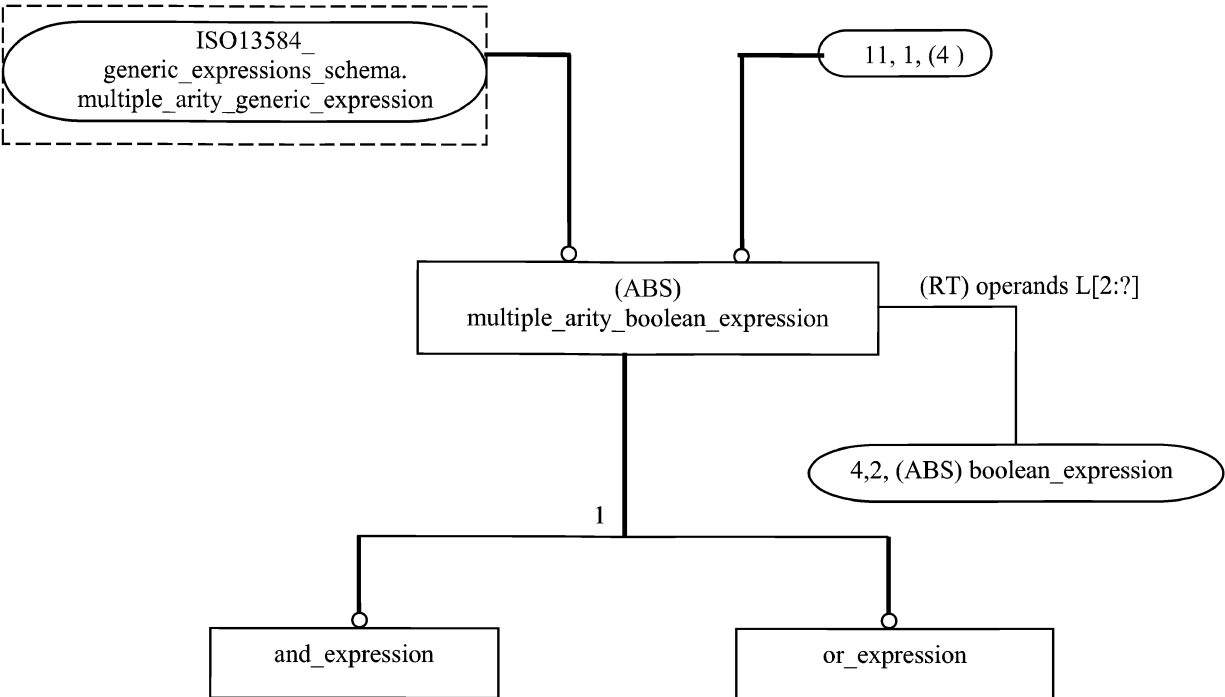 ISO13584_
generic_expressions_schema.
multiple_arity_generic_expression
11, 1, (4 )
(ABS)
multiple_arity_boolean_expression
(RT) operands L[2:?]
4,2, (ABS) boolean_expression
1
and_expression
or_expression